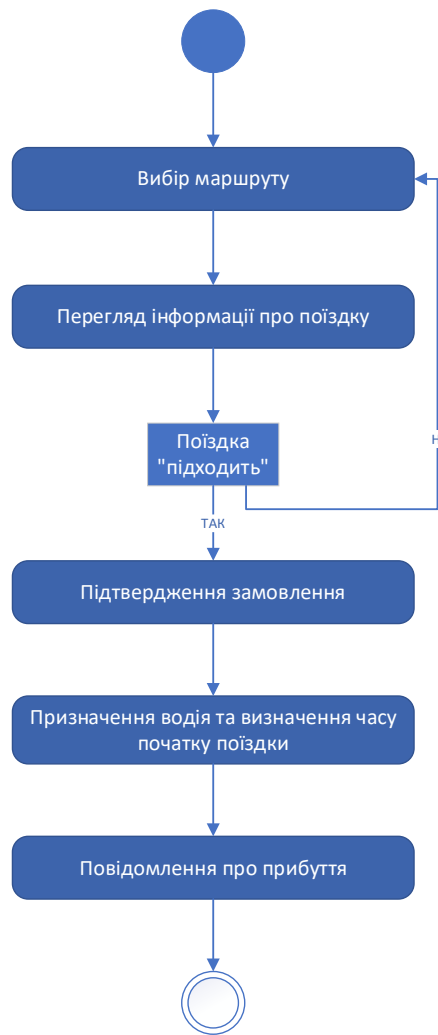 Вибір маршруту
Перегляд інформації про поїздку
Поїздка
"підходить"
ТАК
Підтвердження замовлення
Призначення водія та визначення часу
початку поїздки
Повідомлення про прибуття